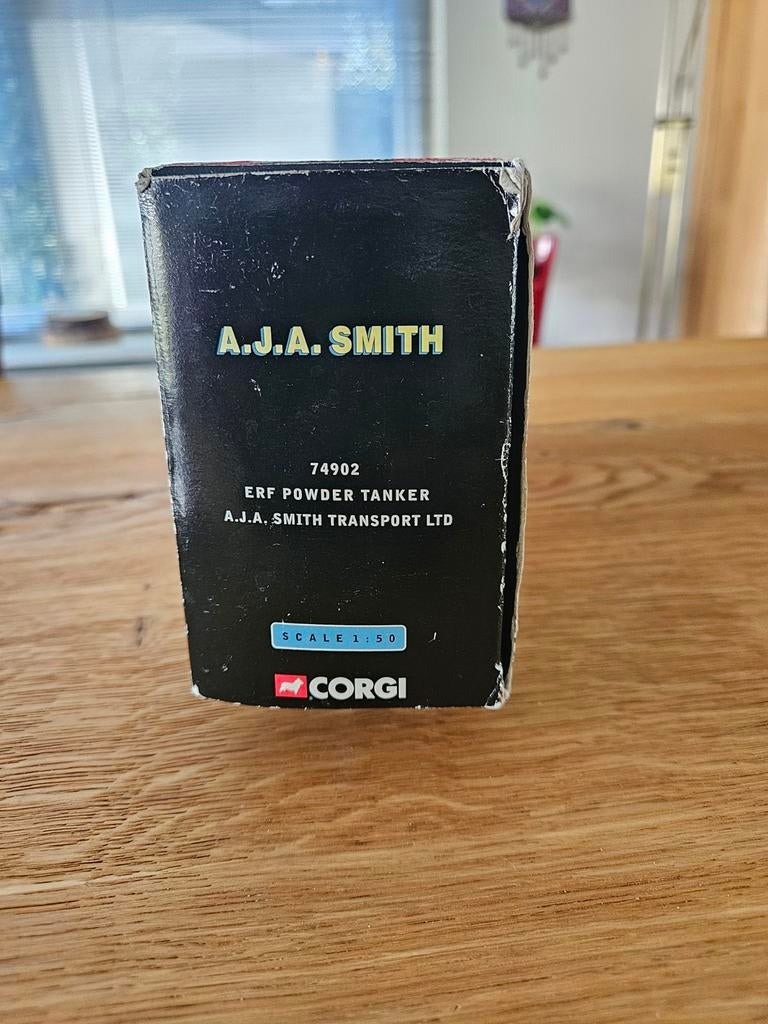 A.J.A. SMITH
74902
ERF POWDER TANKER
A.J.A. SMITH TRANSPORT LTD
SCALE 1:50
CORGI